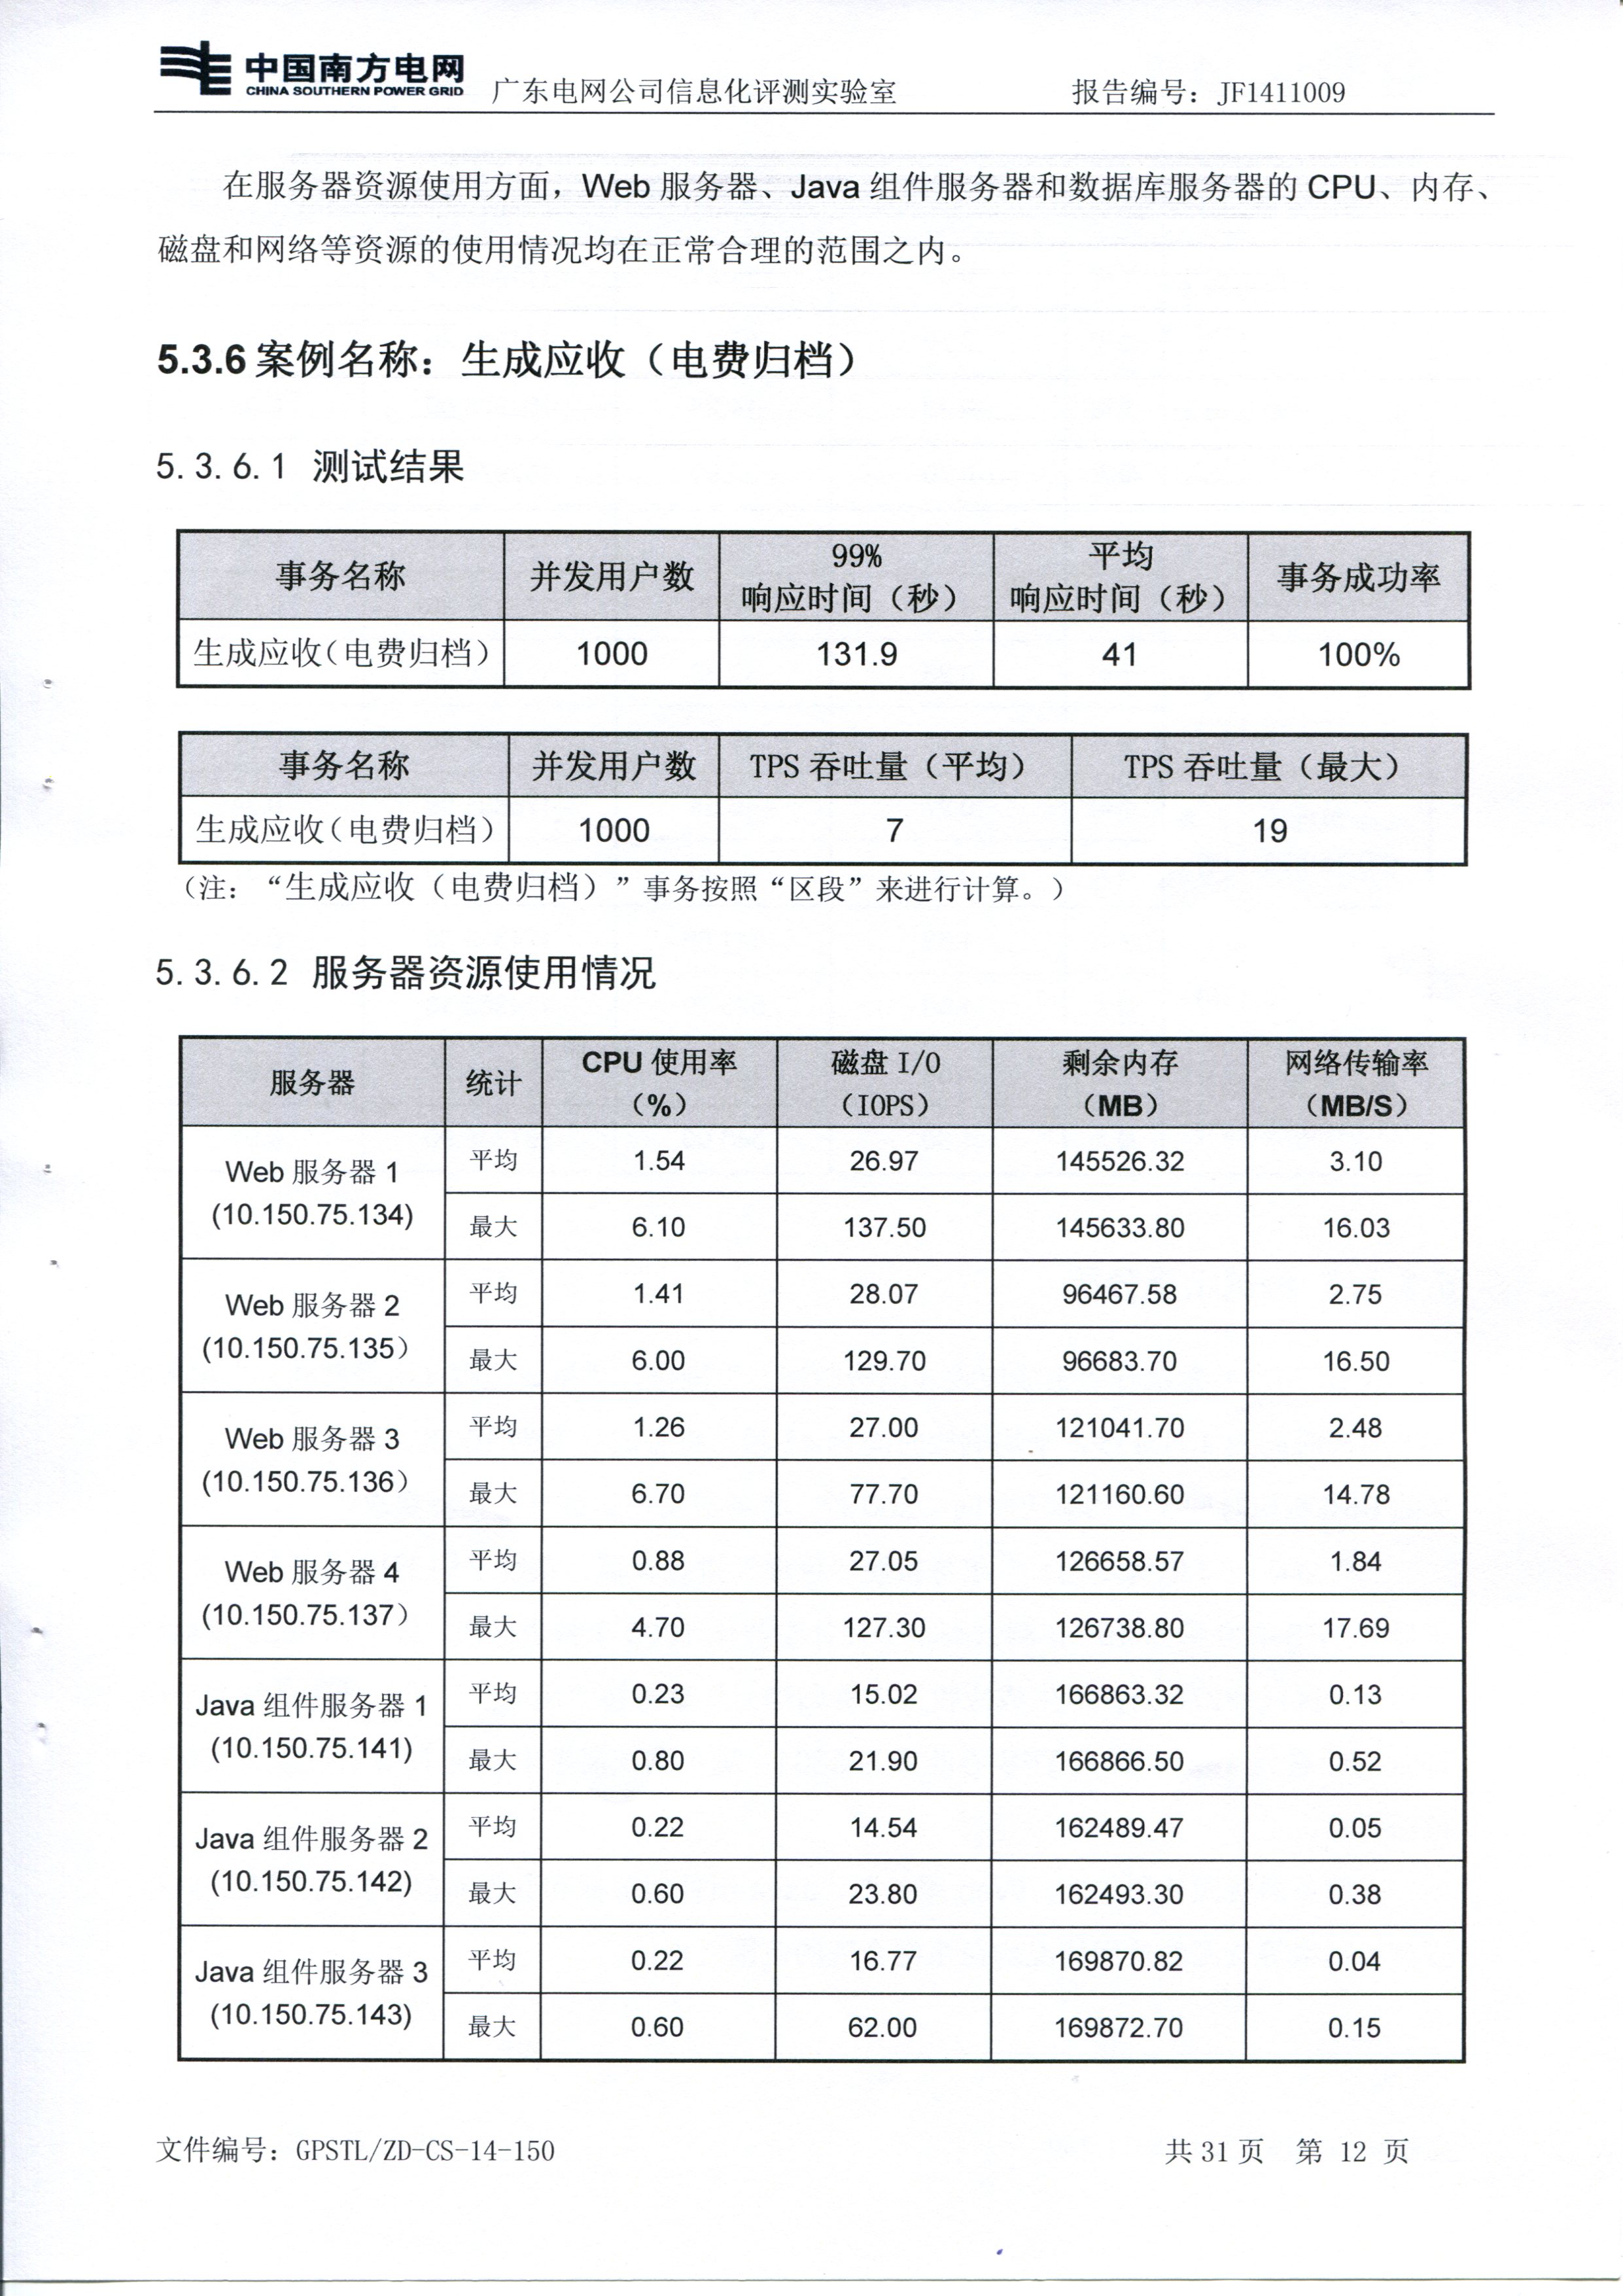 中国南方电网
CHINA SOUTHERN POWER GRID
广东电网公司信息化评测实验室 报告编号：JF1411009
在服务器资源使用方面，Web 服务器、Java 组件服务器和数据库服务器的 CPU、内存、
磁盘和网络等资源的使用情况均在正常合理的范围之内。
5.3.6 案例名称：生成应收（电费归档）
5.3.6.1 测试结果
事务名称 并发用户数 99% 响应时间（秒） 平均 响应时间（秒） 事务成功率
生成应收（电费归档） 1000 131.9 41 100%
事务名称 并发用户数 TPS 吞吐量（平均） TPS 吞吐量（最大）
生成应收（电费归档） 1000 7 19
（注：“生成应收（电费归档）”事务按照“区段”来进行计算。）
5.3.6.2 服务器资源使用情况
服务器 统计 CPU 使用率（%） 磁盘 I/O（IOPS） 剩余内存（MB） 网络传输率（MB/S）
Web 服务器 1 (10.150.75.134) 平均 1.54 26.97 145526.32 3.10
最大 6.10 137.50 145633.80 16.03
Web 服务器 2 (10.150.75.135） 平均 1.41 28.07 96467.58 2.75
最大 6.00 129.70 96683.70 16.50
Web 服务器 3 (10.150.75.136） 平均 1.26 27.00 121041.70 2.48
最大 6.70 77.70 121160.60 14.78
Web 服务器 4 (10.150.75.137） 平均 0.88 27.05 126658.57 1.84
最大 4.70 127.30 126738.80 17.69
Java 组件服务器 1 (10.150.75.141) 平均 0.23 15.02 166863.32 0.13
最大 0.80 21.90 166866.50 0.52
Java 组件服务器 2 (10.150.75.142) 平均 0.22 14.54 162489.47 0.05
最大 0.60 23.80 162493.30 0.38
Java 组件服务器 3 (10.150.75.143) 平均 0.22 16.77 169870.82 0.04
最大 0.60 62.00 169872.70 0.15
文件编号：GPSTL/ZD-CS-14-150 共 31 页 第 12 页